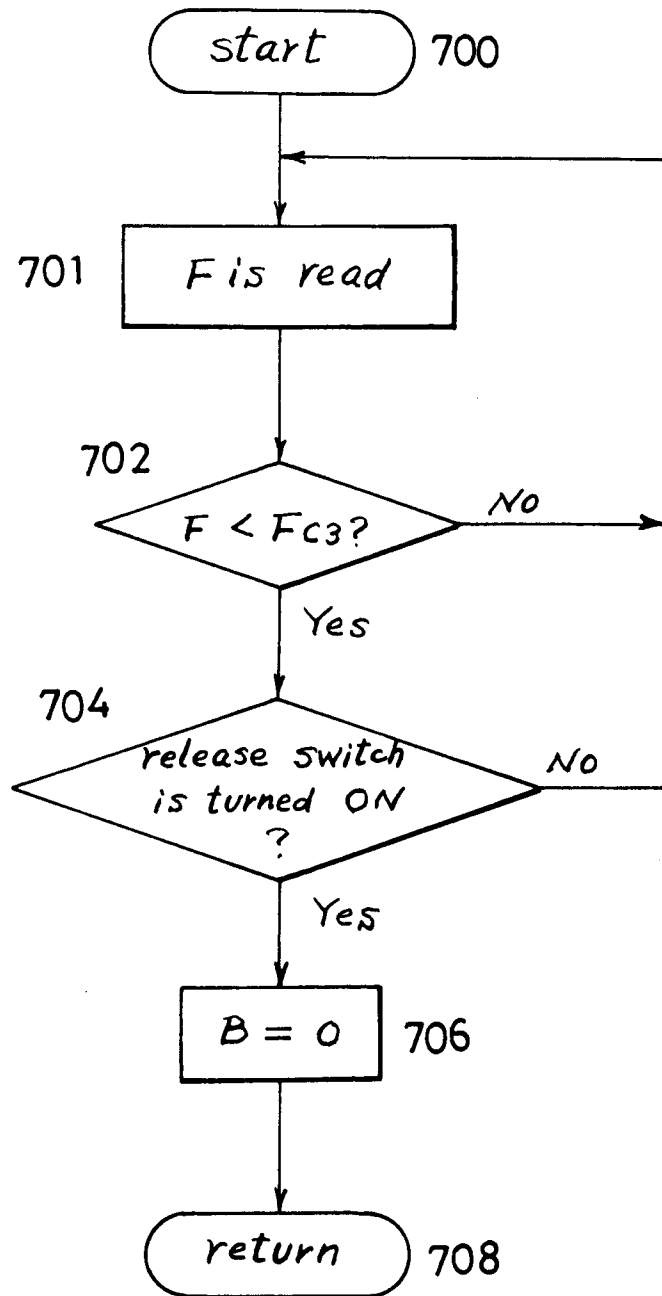 start 700
701 F is read
702
F < FC3? NO
Yes
704
release switch
is turned ON
?
NO
Yes
B = 0 706
return 708